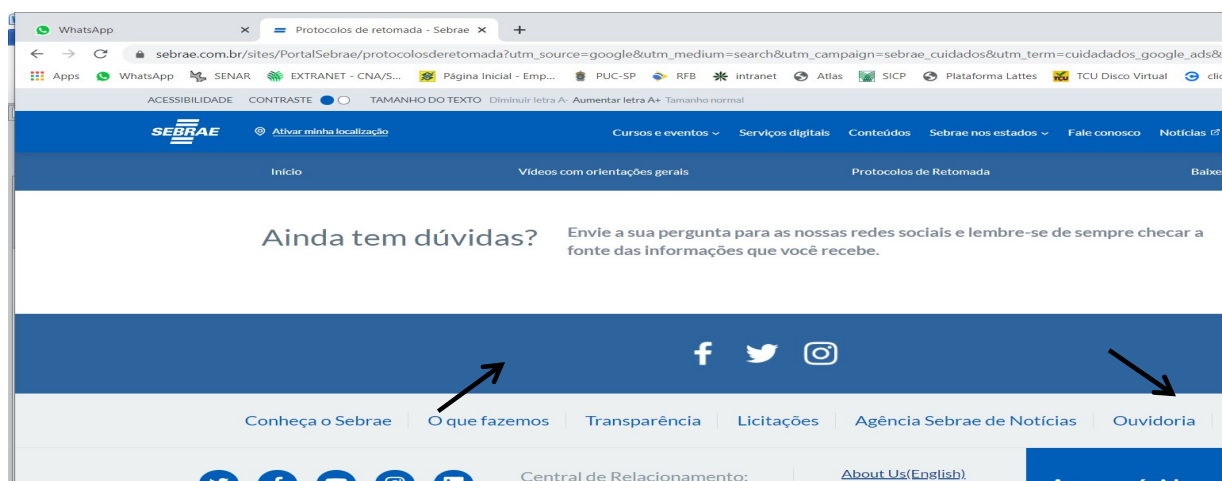 WhatsApp
Protocolos de retomada - Sebrae
sebrae.com.br/sites/PortalSebrae/protocolosderetomada?utm_source=google&utm_medium=search&utm_campaign=sebrae_cuidados&utm_term=cuidadados_google_ads&
Apps WhatsApp SENAR EXTRANET - CNA/S... Página Inicial - Emp... PUC-SP RFB intranet Atlas SICP Plataforma Lattes TCU Disco Virtual clic
ACESSIBILIDADE CONTRASTE TAMANHO DO TEXTO Diminuir letra A- Aumentar letra A+ Tamanho normal
SEBRAE Ativar minha localização Cursos e eventos Serviços digitais Conteúdos Sebrae nos estados Fale conosco Notícias
Início Vídeos com orientações gerais Protocolos de Retomada Baixe
Ainda tem dúvidas?
Envie a sua pergunta para as nossas redes sociais e lembre-se de sempre checar a
fonte das informações que você recebe.
Conheça o Sebrae O que fazemos Transparência Licitações Agência Sebrae de Notícias Ouvidoria
Central de Relacionamento: About Us(English)